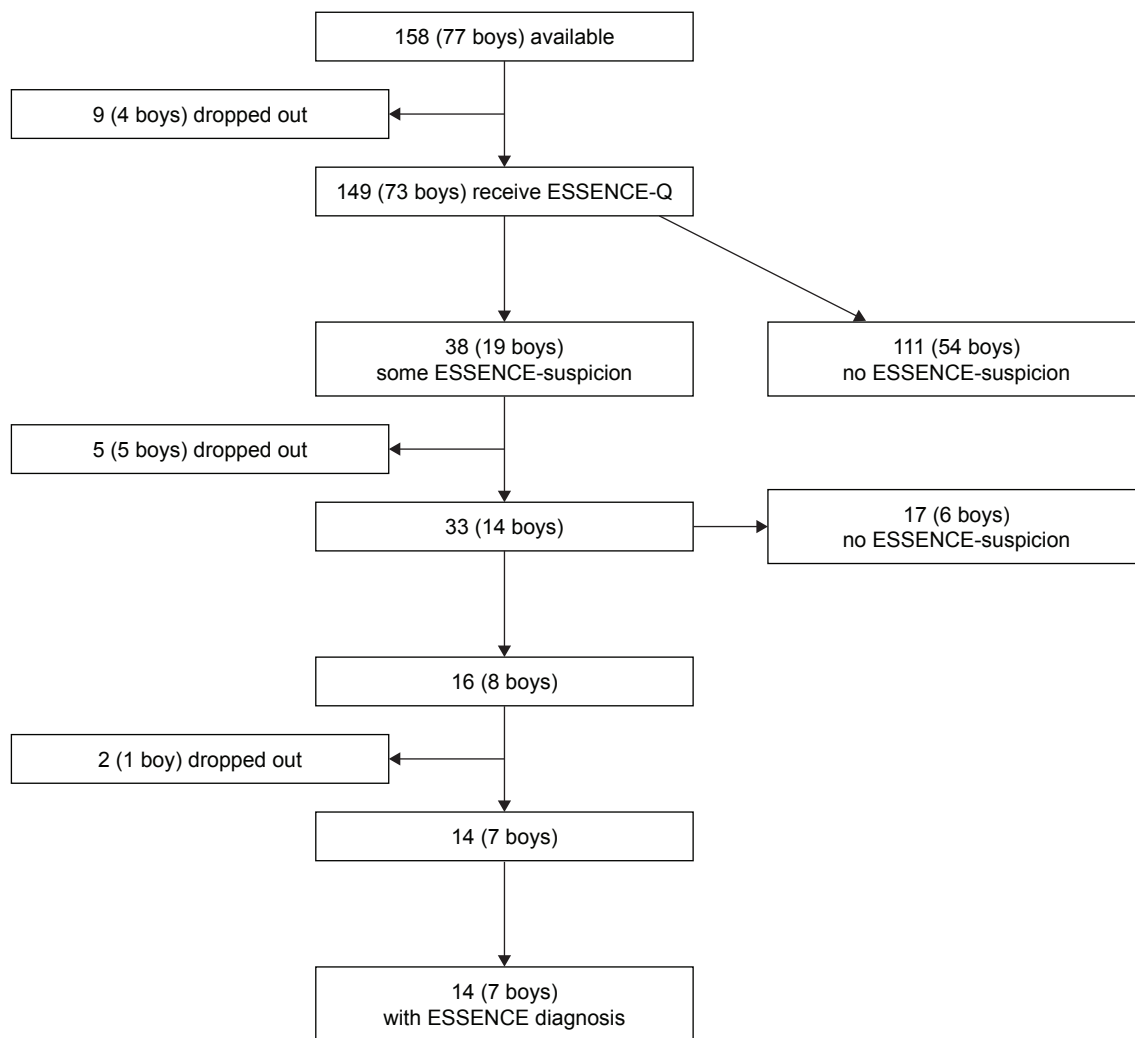 158 (77 boys) available
9 (4 boys) dropped out
149 (73 boys) receive ESSENCE-Q
38 (19 boys)
some ESSENCE-suspicion
111 (54 boys)
no ESSENCE-suspicion
5 (5 boys) dropped out
33 (14 boys)
17 (6 boys)
no ESSENCE-suspicion
16 (8 boys)
2 (1 boy) dropped out
14 (7 boys)
14 (7 boys)
with ESSENCE diagnosis